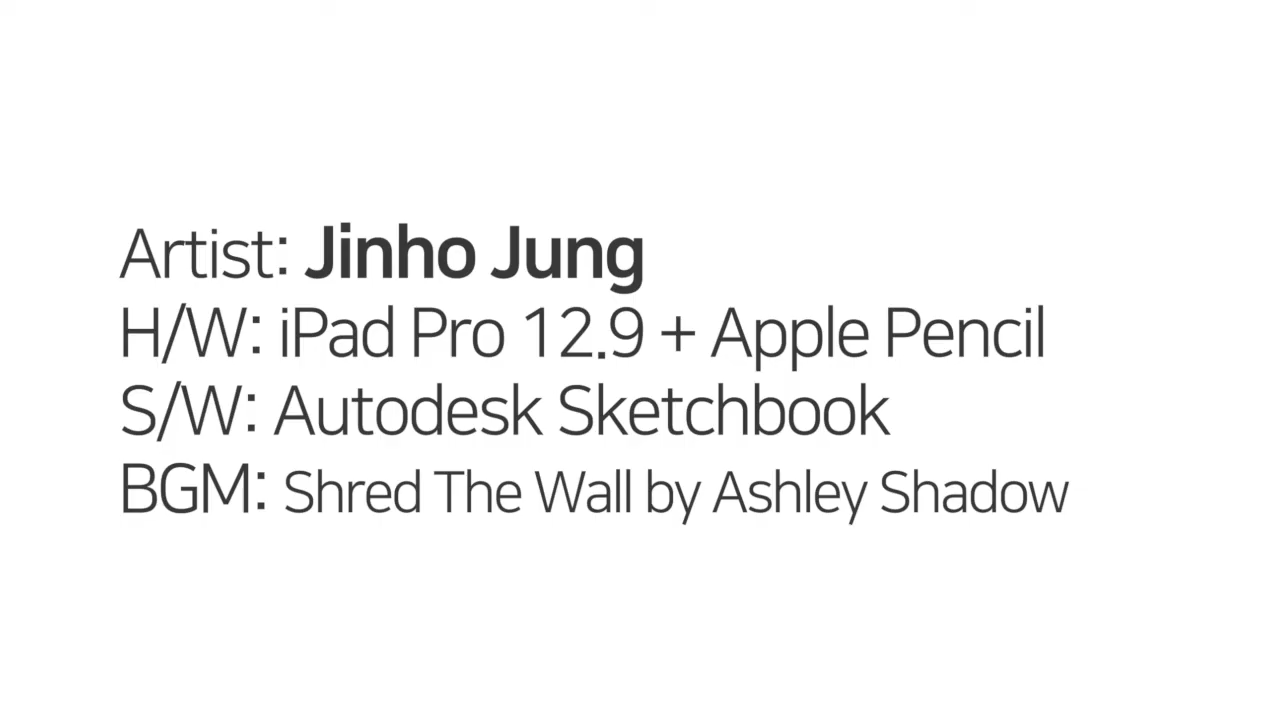 Artist: Jinho Jung
H/W: iPad Pro 12.9 + Apple Pencil
S/W: Autodesk Sketchbook
BGM: Shred The Wall by Ashley Shadow